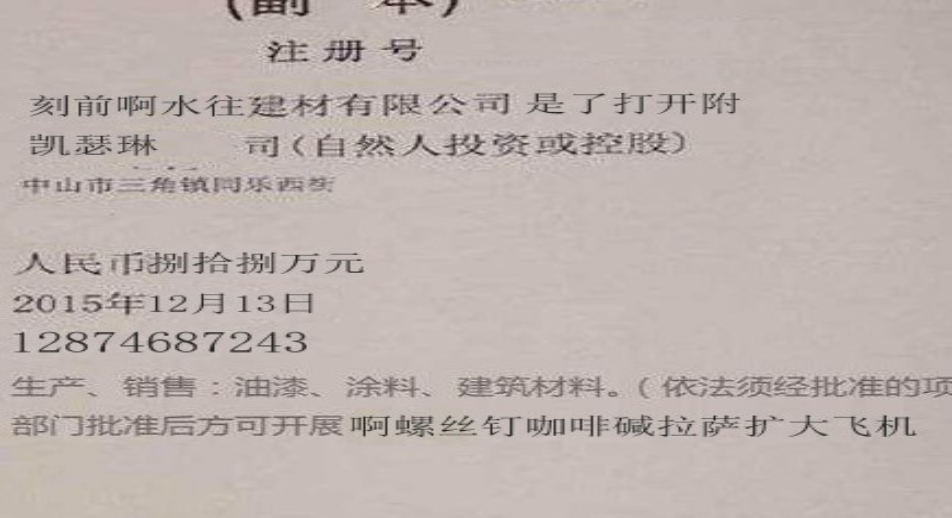 (副 本)
注册号
刻前啊水往建材有限公司 是了打开附
凯瑟琳 司(自然人投资或控股)
中山市三角镇同乐西街
人民币捌拾捌万元
2015年12月13日
12874687243
生产、销售：油漆、涂料、建筑材料。(依法须经批准的项
部门批准后方可开展啊螺丝钉咖啡碱拉萨扩大飞机